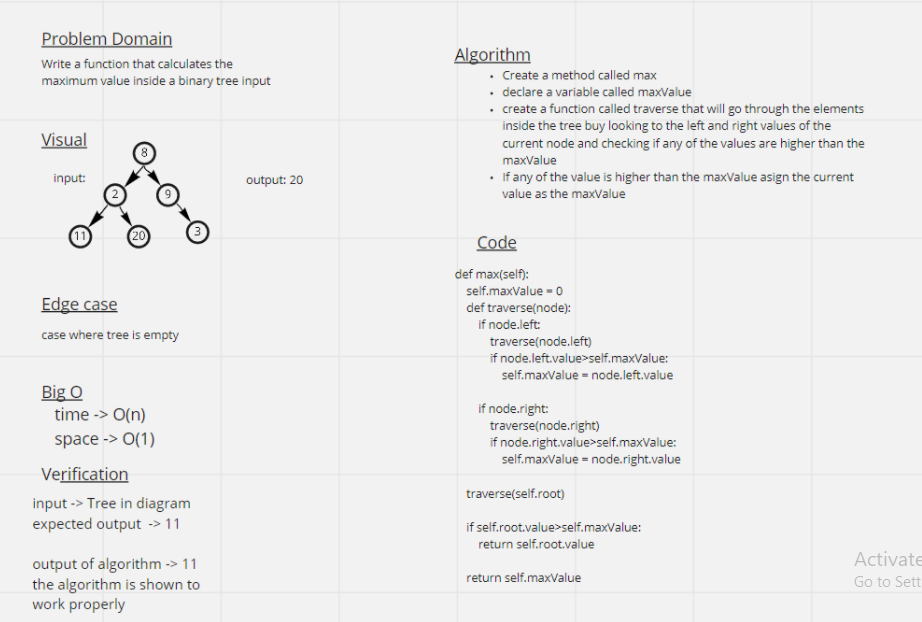 Problem Domain
Write a function that calculates the
maximum value inside a binary tree input
Visual
input:
8
2
9
11
20
3
output: 20
Edge case
case where tree is empty
Big O
time -> O(n)
space -> O(1)
Verification
input -> Tree in diagram
expected output -> 11
output of algorithm -> 11
the algorithm is shown to
work properly
Algorithm
• Create a method called max
• declare a variable called maxValue
• create a function called traverse that will go through the elements
inside the tree buy looking to the left and right values of the
current node and checking if any of the values are higher than the
maxValue
• If any of the value is higher than the maxValue asign the current
value as the maxValue
Code
def max(self):
self.maxValue = 0
def traverse(node):
if node.left:
traverse(node.left)
if node.left.value>self.maxValue:
self.maxValue = node.left.value
if node.right:
traverse(node.right)
if node.right.value>self.maxValue:
self.maxValue = node.right.value
traverse(self.root)
if self.root.value>self.maxValue:
return self.root.value
return self.maxValue
Activate
Go to Sett